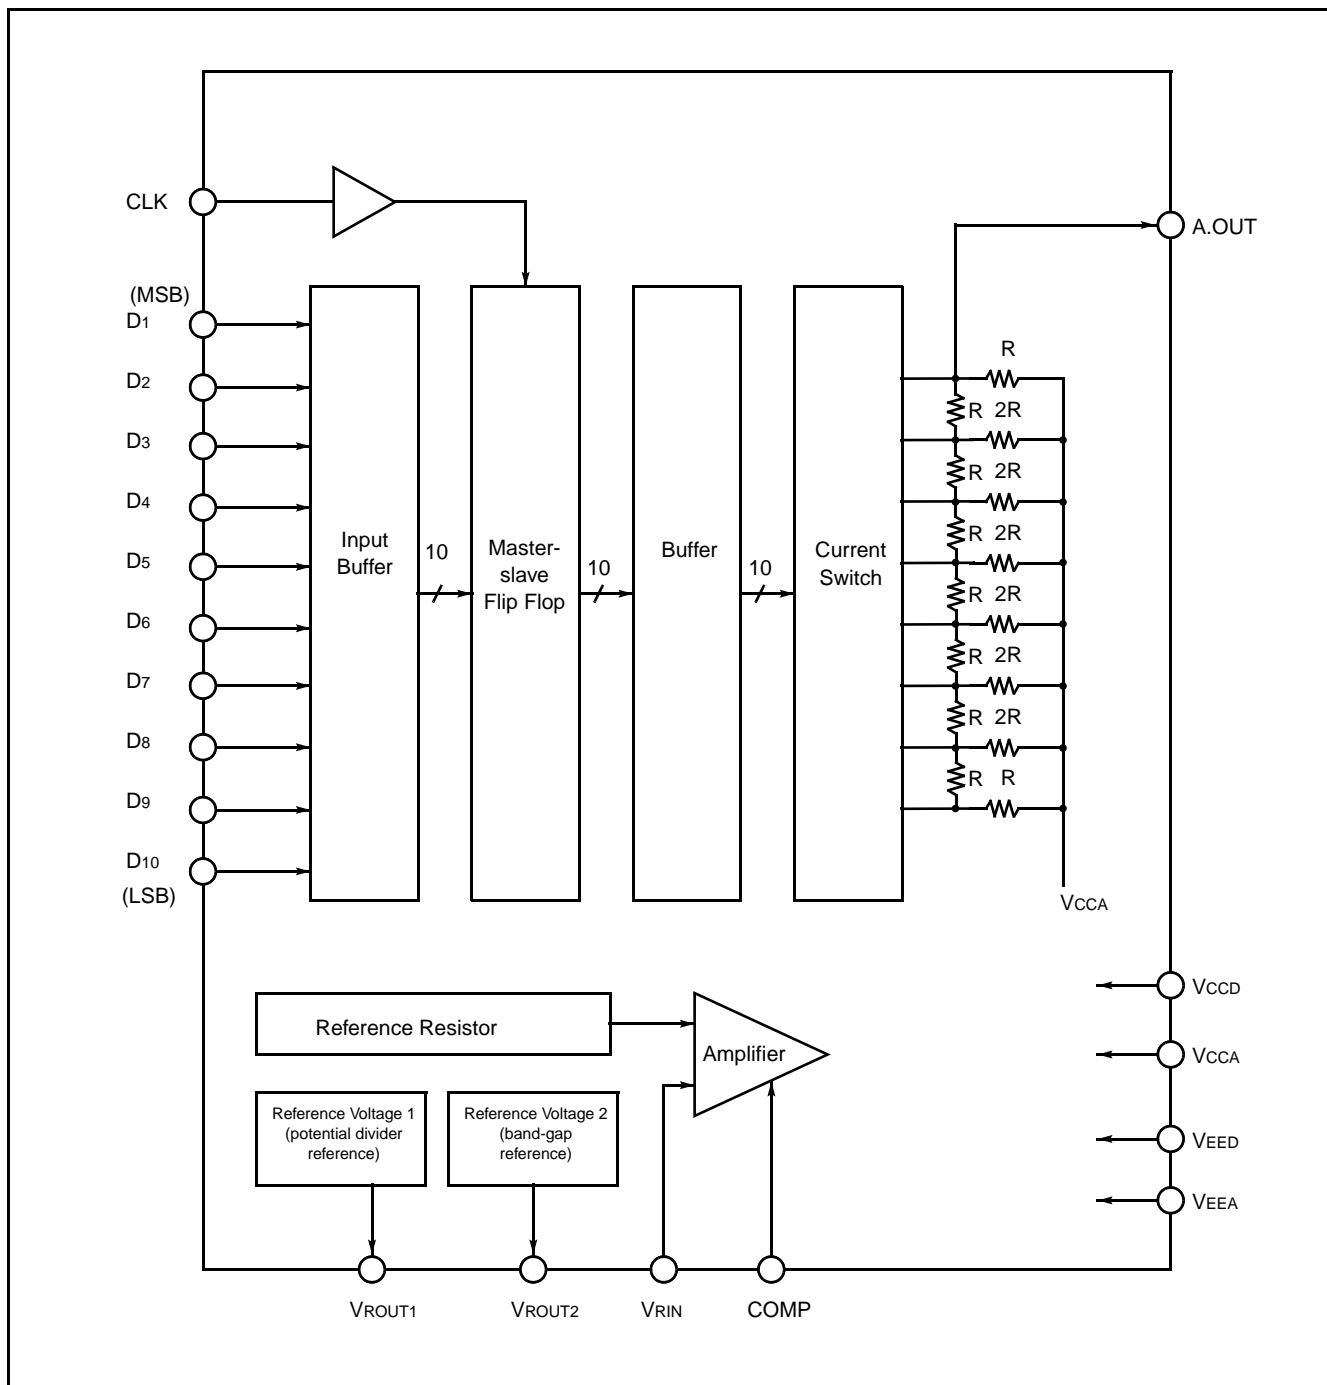 CLK
A.OUT
(MSB)
D1
D2
D3
D4
D5
D6
D7
D8
D9
D10
(LSB)
Input
Buffer
10
Master-
slave
Flip Flop
10
Buffer
10
Current
Switch
R
R 2R
R 2R
R 2R
R 2R
R 2R
R 2R
R R
VCCA
VCCD
VCCA
VEED
VEEA
Reference Resistor
Amplifier
Reference Voltage 1
(potential divider
reference)
Reference Voltage 2
(band-gap
reference)
VROUT1
VROUT2
VRIN
COMP